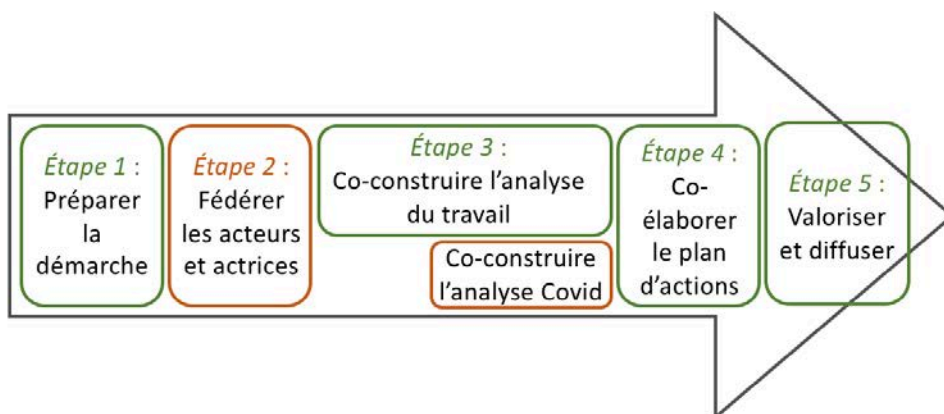 Étape 1 :
Préparer
la
démarche
Étape 2 :
Fédérer
les acteurs
et actrices
Étape 3 :
Co-construire l'analyse
du travail
Co-construire
l'analyse Covid
Étape 4 :
Co-
élaborer
le plan
d'actions
Étape 5 :
Valoriser
et diffuser